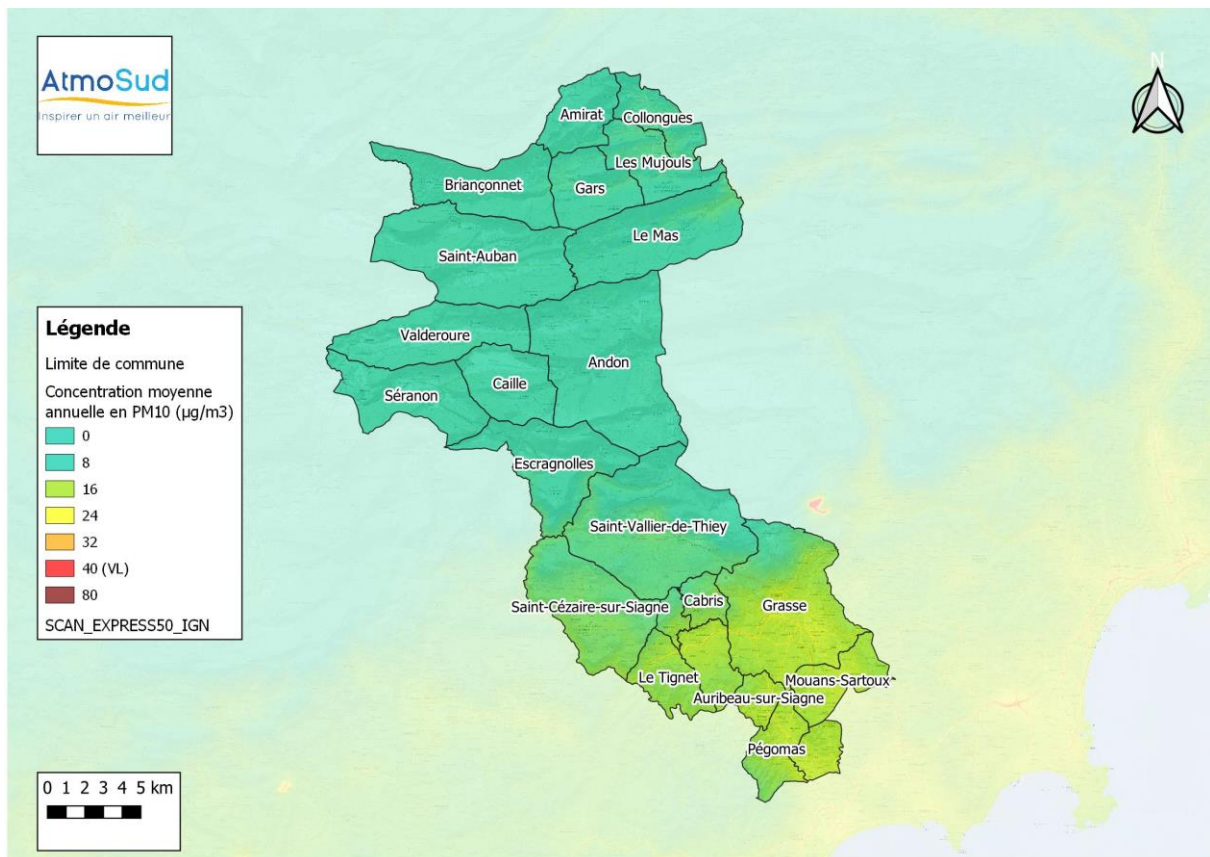 AtmoSud
Inspirer un air meilleur
N
Amirat
Collongues
Les Mujouls
Briançonnet
Gars
Le Mas
Saint-Auban
Valderoure
Andon
Caille
Séranon
Escragnolles
Saint-Vallier-de-Thiey
Saint-Cézaire-sur-Siagne
Cabris
Grasse
Le Tignet
Mouans-Sartoux
Auribeau-sur-Siagne
Pégomas
Légende
Limite de commune
Concentration moyenne
annuelle en PM10 (µg/m3)
0
8
16
24
32
40 (VL)
80
SCAN_EXPRESS50_IGN
0 1 2 3 4 5 km